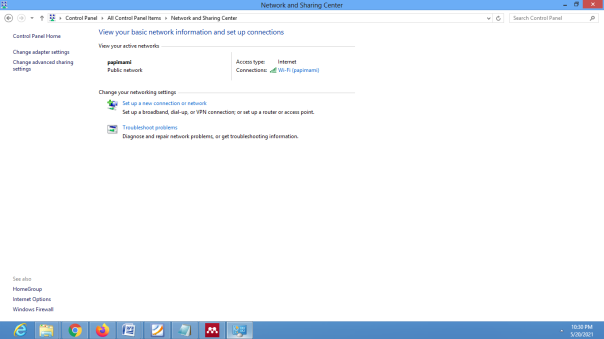 Network and Sharing Center
Control Panel
All Control Panel Items
Network and Sharing Center
Search Control Panel
Control Panel Home
Change adapter settings
Change advanced sharing
settings
View your basic network information and set up connections
View your active networks
papimami
Public network
Access type: Internet
Connections: Wi-Fi (papimami)
Change your networking settings
Set up a new connection or network
Set up a broadband, dial-up, or VPN connection; or set up a router or access point.
Troubleshoot problems
Diagnose and repair network problems, or get troubleshooting information.
See also
HomeGroup
Internet Options
Windows Firewall
10:30 PM
5/20/2021